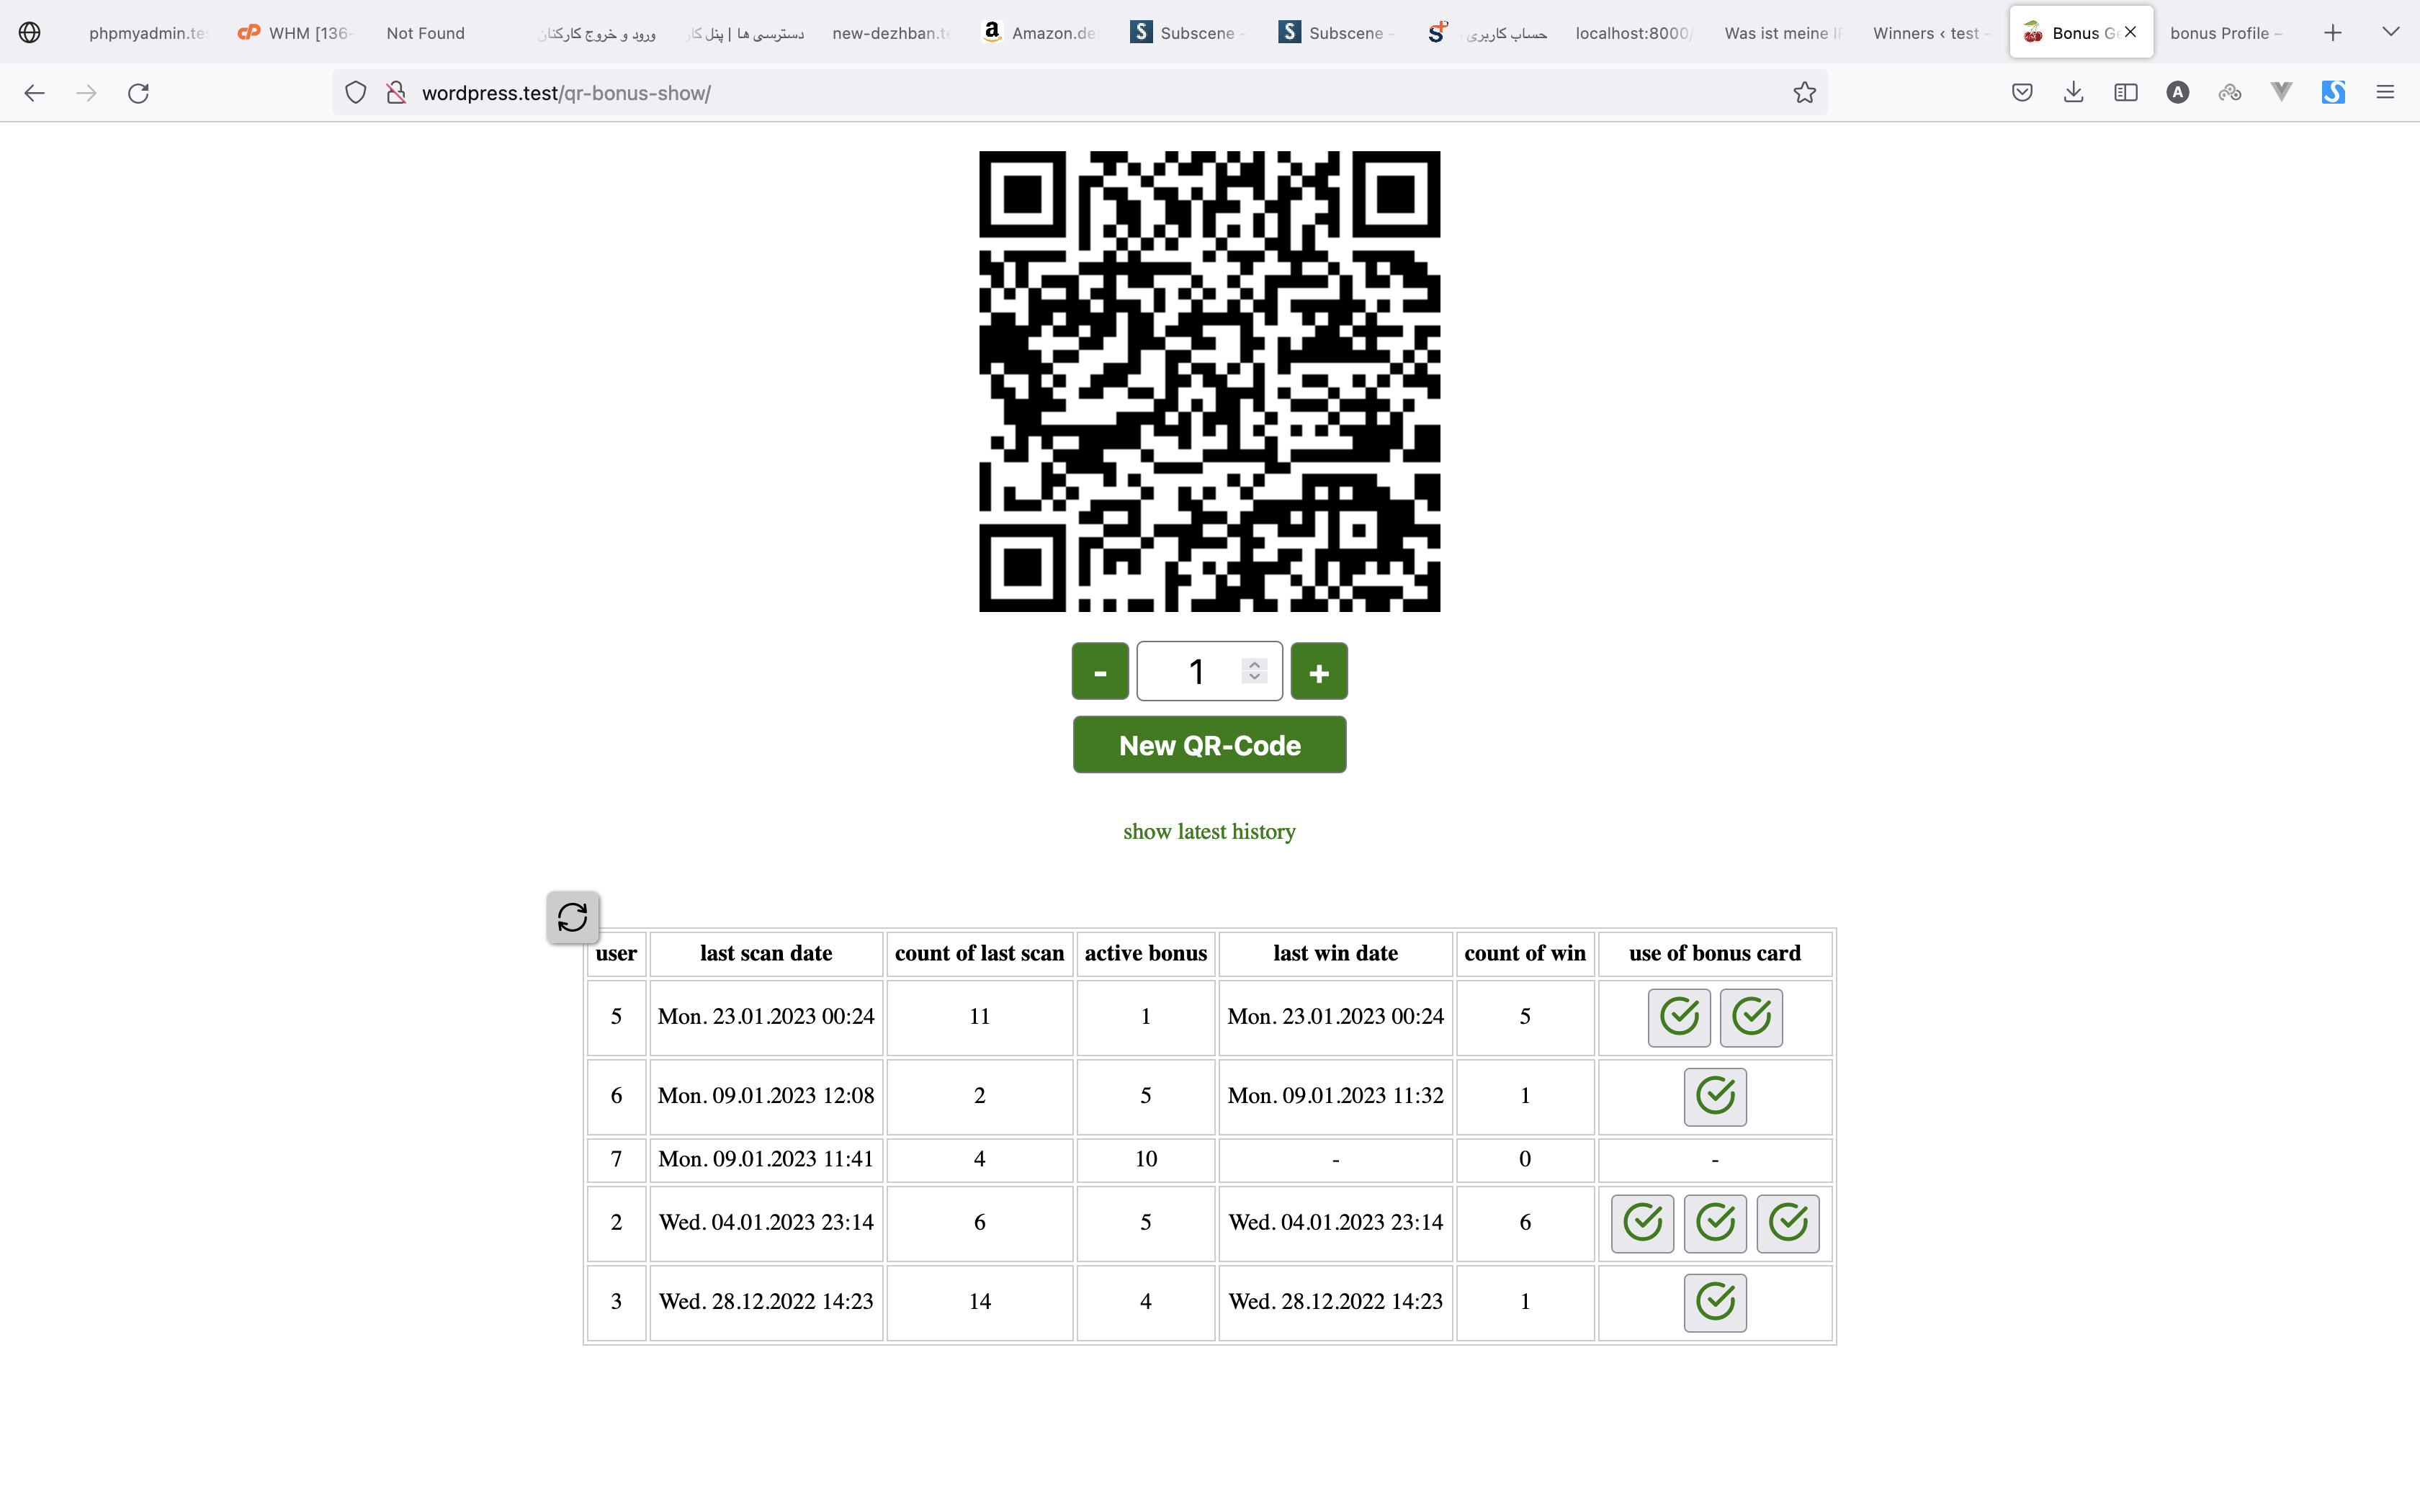 phpmyadmin.te
WHM [136-
Not Found
ورود و خروج کارکنان
دسترسی ها | پنل کار
new-dezhban.te
Amazon.de
Subscene -
Subscene -
حساب کاربری
localhost:8000/
Was ist meine IP
Winners ‹ test -
Bonus Ge
bonus Profile –
wordpress.test/qr-bonus-show/
-
1
+
New QR-Code
show latest history
user last scan date count of last scan active bonus last win date count of win use of bonus card
5 Mon. 23.01.2023 00:24 11 1 Mon. 23.01.2023 00:24 5
6 Mon. 09.01.2023 12:08 2 5 Mon. 09.01.2023 11:32 1
7 Mon. 09.01.2023 11:41 4 10 - 0 -
2 Wed. 04.01.2023 23:14 6 5 Wed. 04.01.2023 23:14 6
3 Wed. 28.12.2022 14:23 14 4 Wed. 28.12.2022 14:23 1